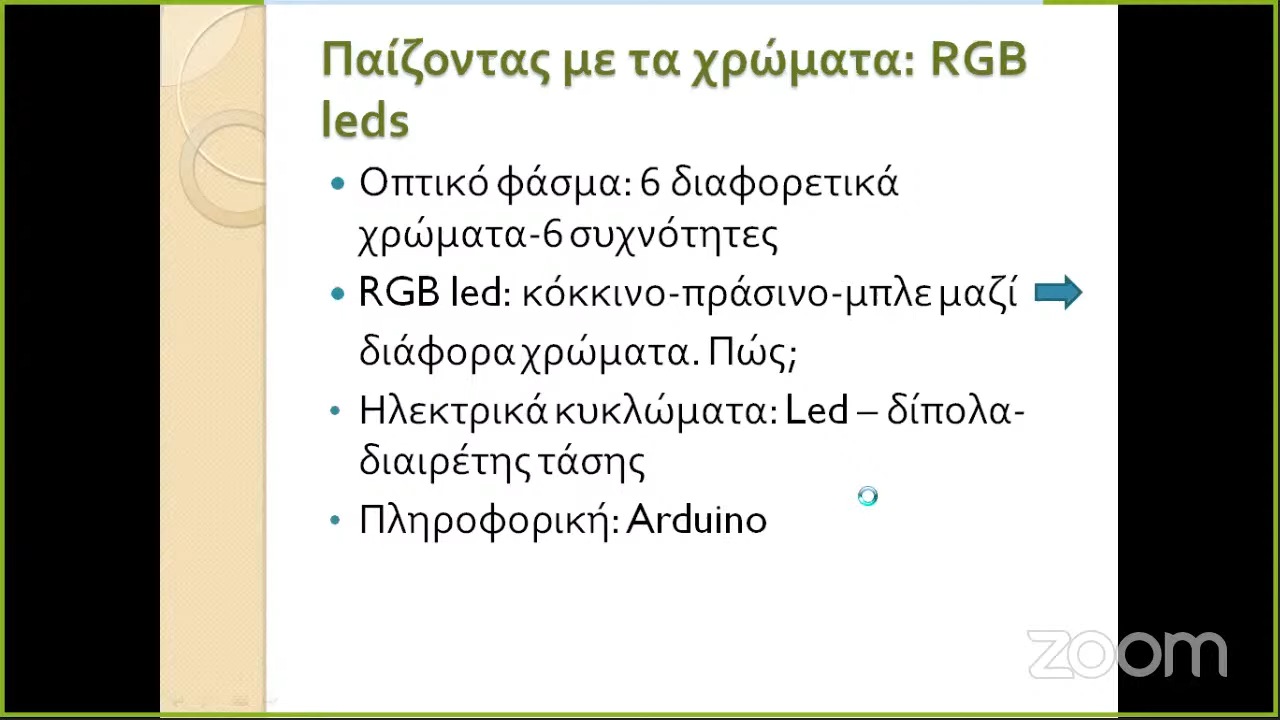 Παίζοντας με τα χρώματα: RGB
leds
• Οπτικό φάσμα: 6 διαφορετικά
χρώματα-6 συχνότητες
• RGB led: κόκκινο-πράσινο-μπλε μαζί
διάφορα χρώματα. Πώς;
• Ηλεκτρικά κυκλώματα: Led – δίπολα-
διαιρέτης τάσης
• Πληροφορική: Arduino
zoom